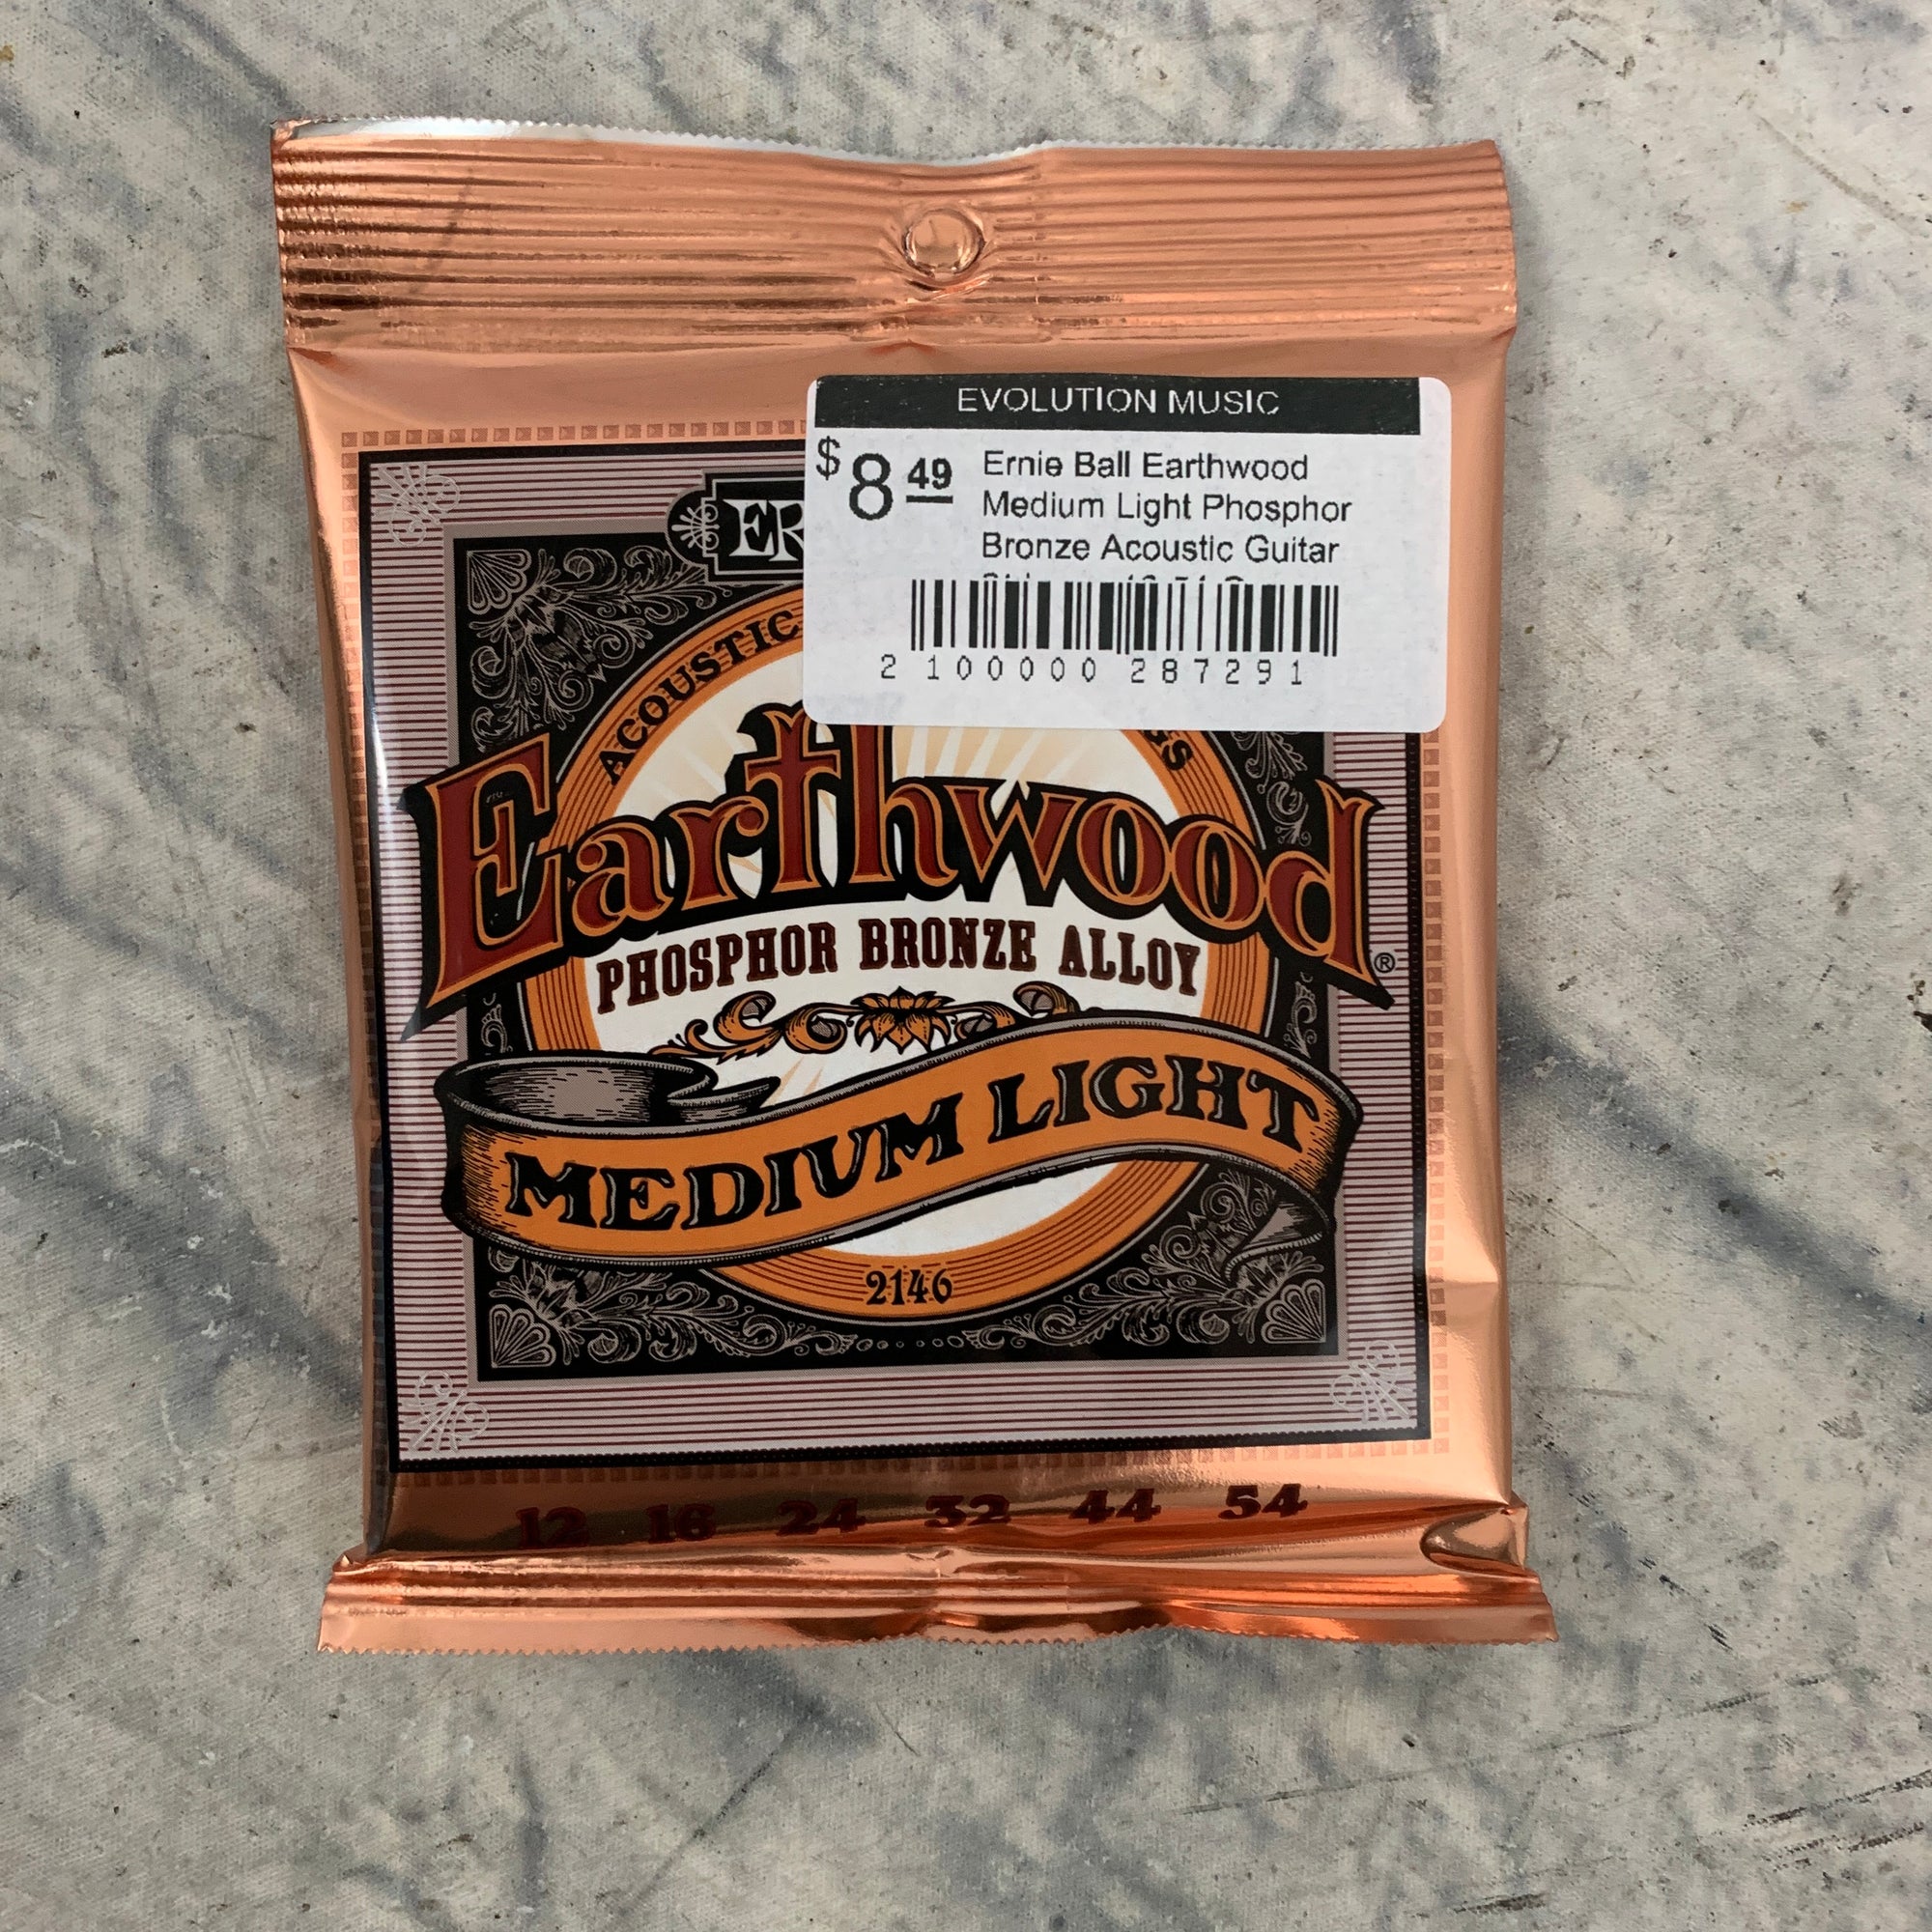 EVOLUTION MUSIC
$8.49
Ernie Ball Earthwood
Medium Light Phosphor
Bronze Acoustic Guitar
2 100000 287291
ACOUSTIC
Earthwood®
PHOSPHOR BRONZE ALLOY
MEDIUM LIGHT
2146
12 16 24 32 44 54